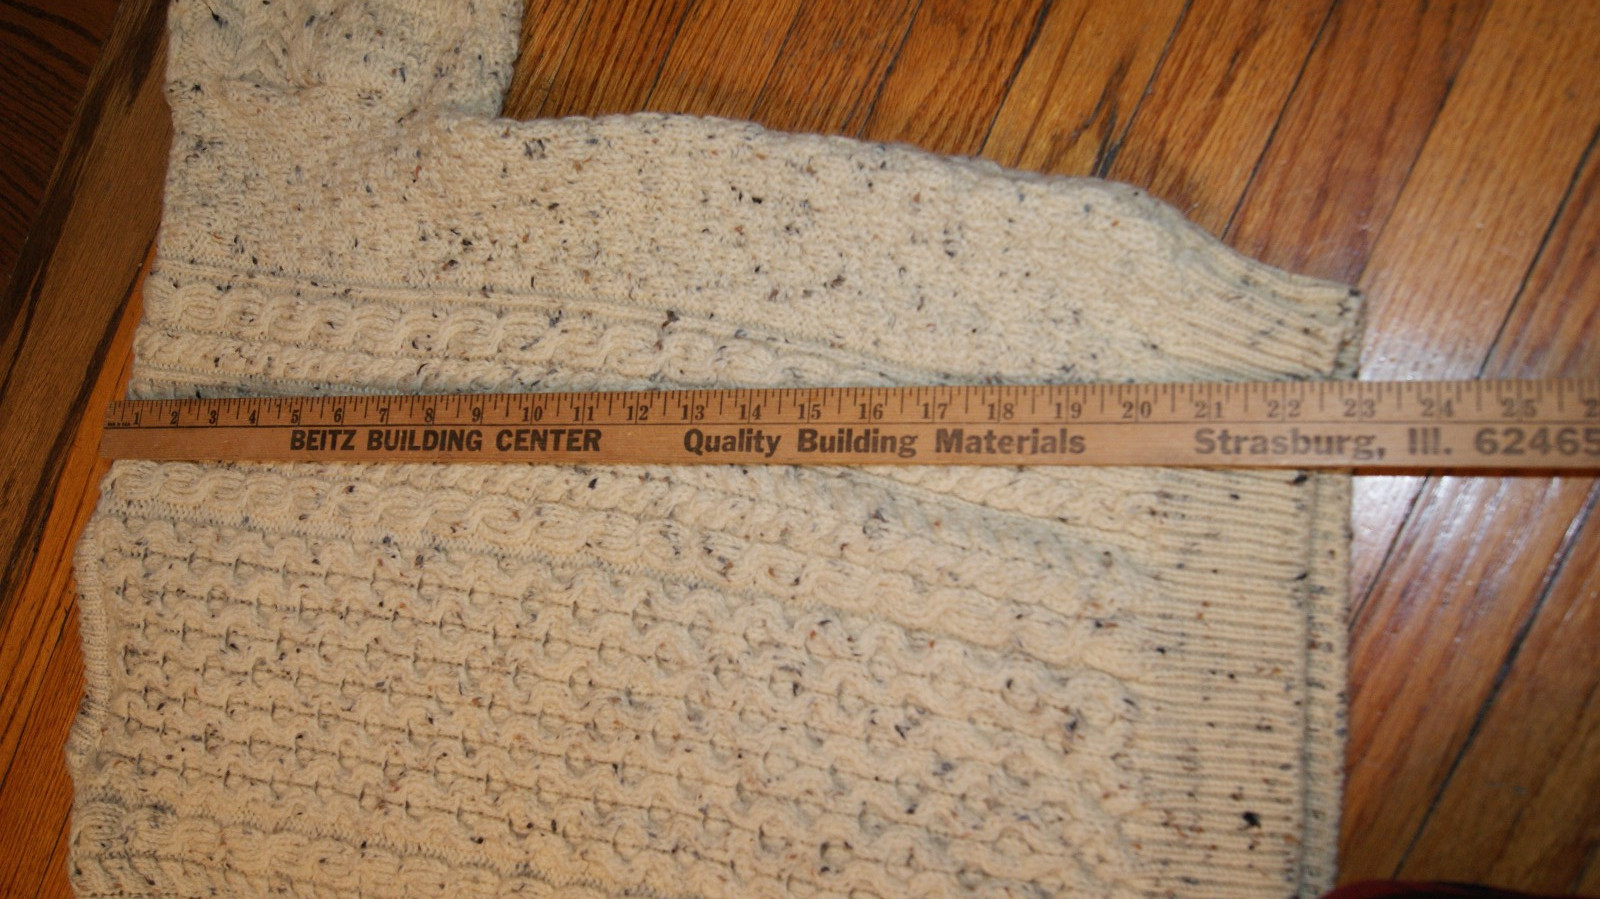 1 2 3 4 5 6 7 8 9 10 11 12 13 14 15 16 17 18 19 20 21 22 23 24 25
BEITZ BUILDING CENTER Quality Building Materials Strasburg, Ill. 62465